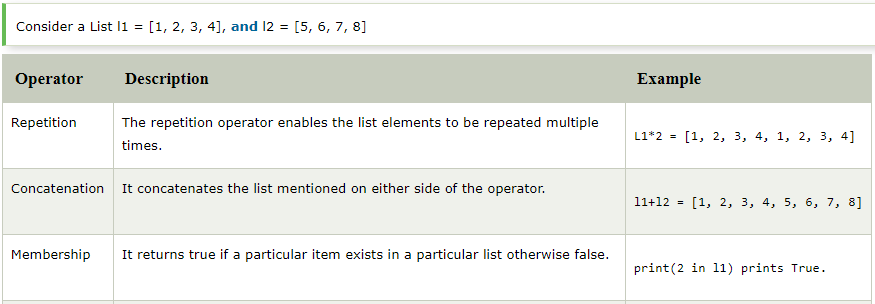 Consider a List l1 = [1, 2, 3, 4], and l2 = [5, 6, 7, 8]
Operator Description Example
Repetition The repetition operator enables the list elements to be repeated multiple
times.
L1*2 = [1, 2, 3, 4, 1, 2, 3, 4]
Concatenation It concatenates the list mentioned on either side of the operator.
l1+l2 = [1, 2, 3, 4, 5, 6, 7, 8]
Membership It returns true if a particular item exists in a particular list otherwise false.
print(2 in l1) prints True.